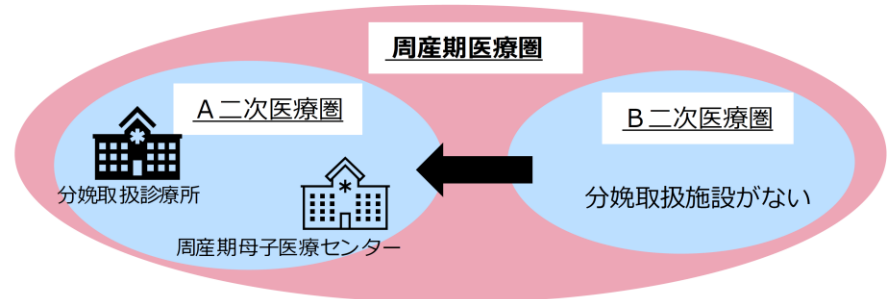 周産期医療圏
A二次医療圏
B二次医療圏
分娩取扱診療所
分娩取扱施設がない
周産期母子医療センター